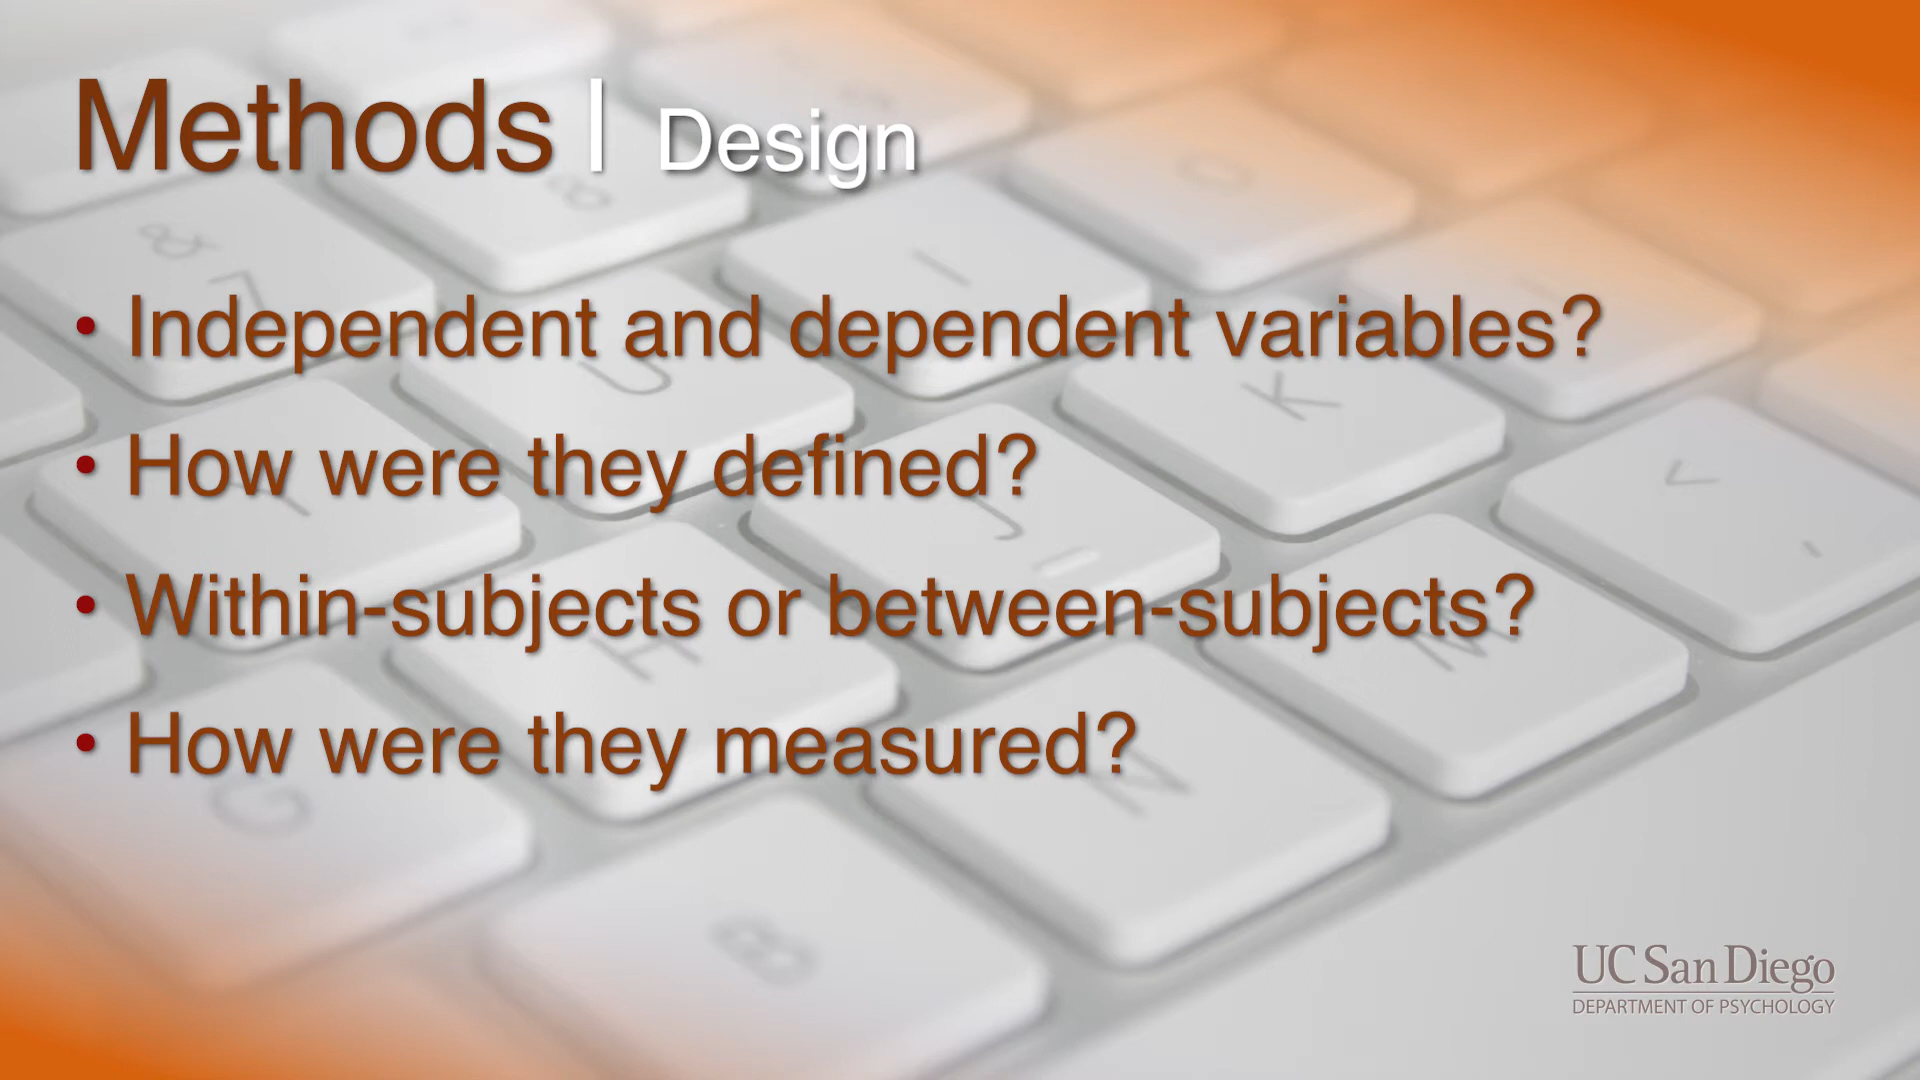 Methods | Design
• Independent and dependent variables?
• How were they defined?
• Within-subjects or between-subjects?
• How were they measured?
UC San Diego
DEPARTMENT OF PSYCHOLOGY